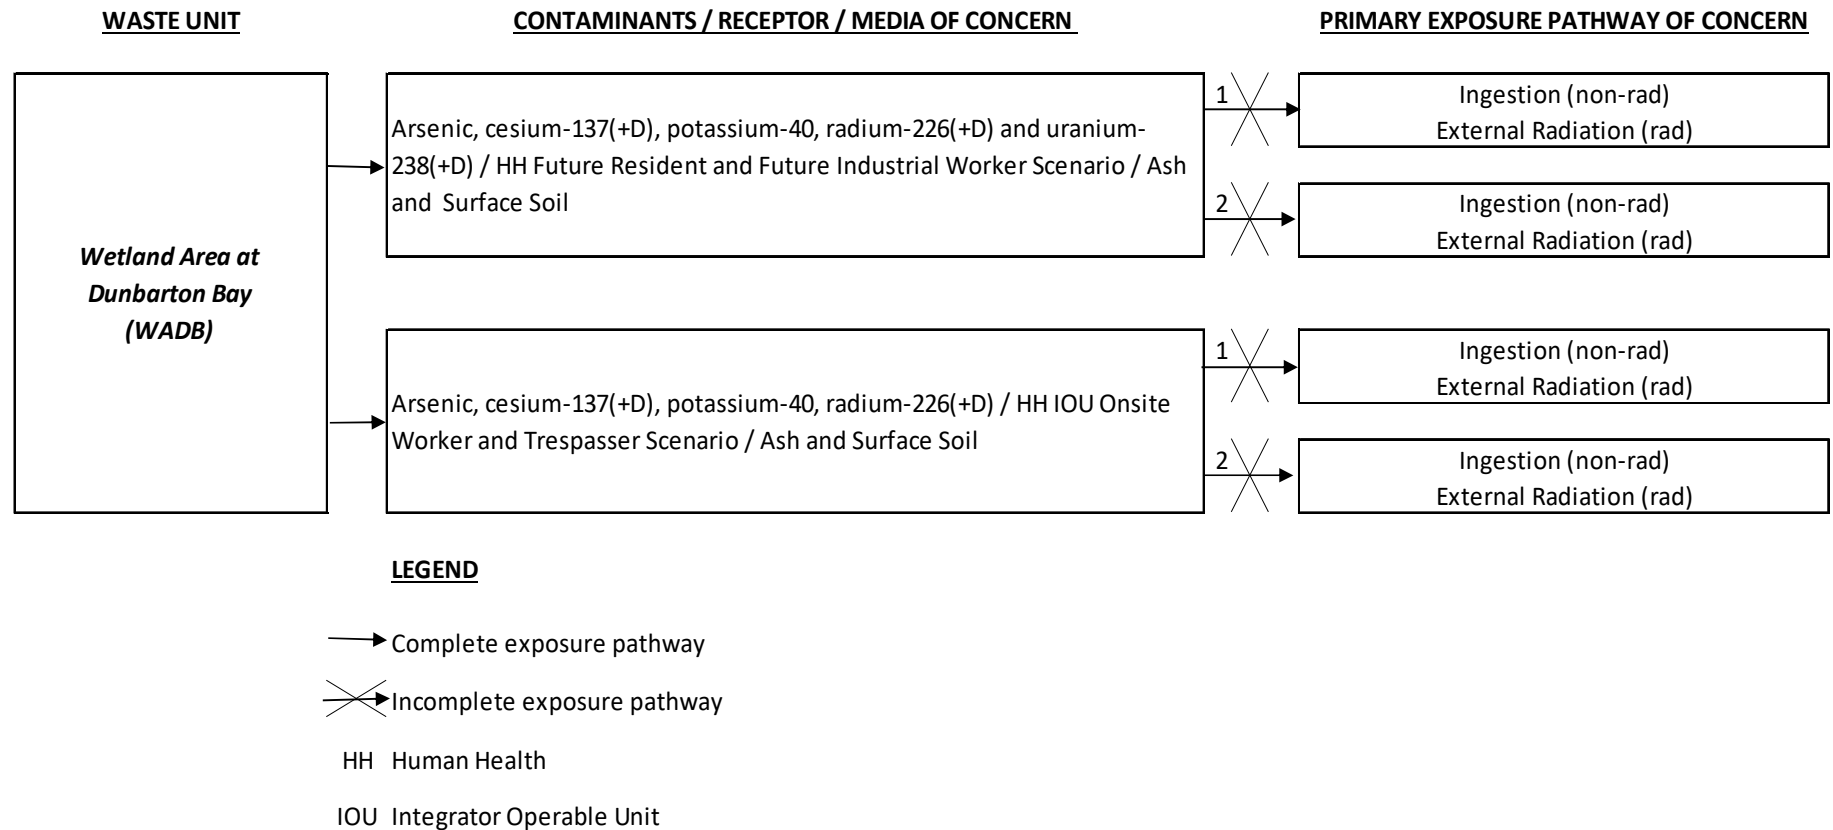 WASTE UNIT
CONTAMINANTS / RECEPTOR / MEDIA OF CONCERN
PRIMARY EXPOSURE PATHWAY OF CONCERN
Wetland Area at
Dunbarton Bay
(WADB)
Arsenic, cesium-137(+D), potassium-40, radium-226(+D) and uranium-
238(+D) / HH Future Resident and Future Industrial Worker Scenario / Ash
and Surface Soil
1
Ingestion (non-rad)
External Radiation (rad)
2
Ingestion (non-rad)
External Radiation (rad)
Arsenic, cesium-137(+D), potassium-40, radium-226(+D) / HH IOU Onsite
Worker and Trespasser Scenario / Ash and Surface Soil
1
Ingestion (non-rad)
External Radiation (rad)
2
Ingestion (non-rad)
External Radiation (rad)
LEGEND
Complete exposure pathway
Incomplete exposure pathway
HH Human Health
IOU Integrator Operable Unit